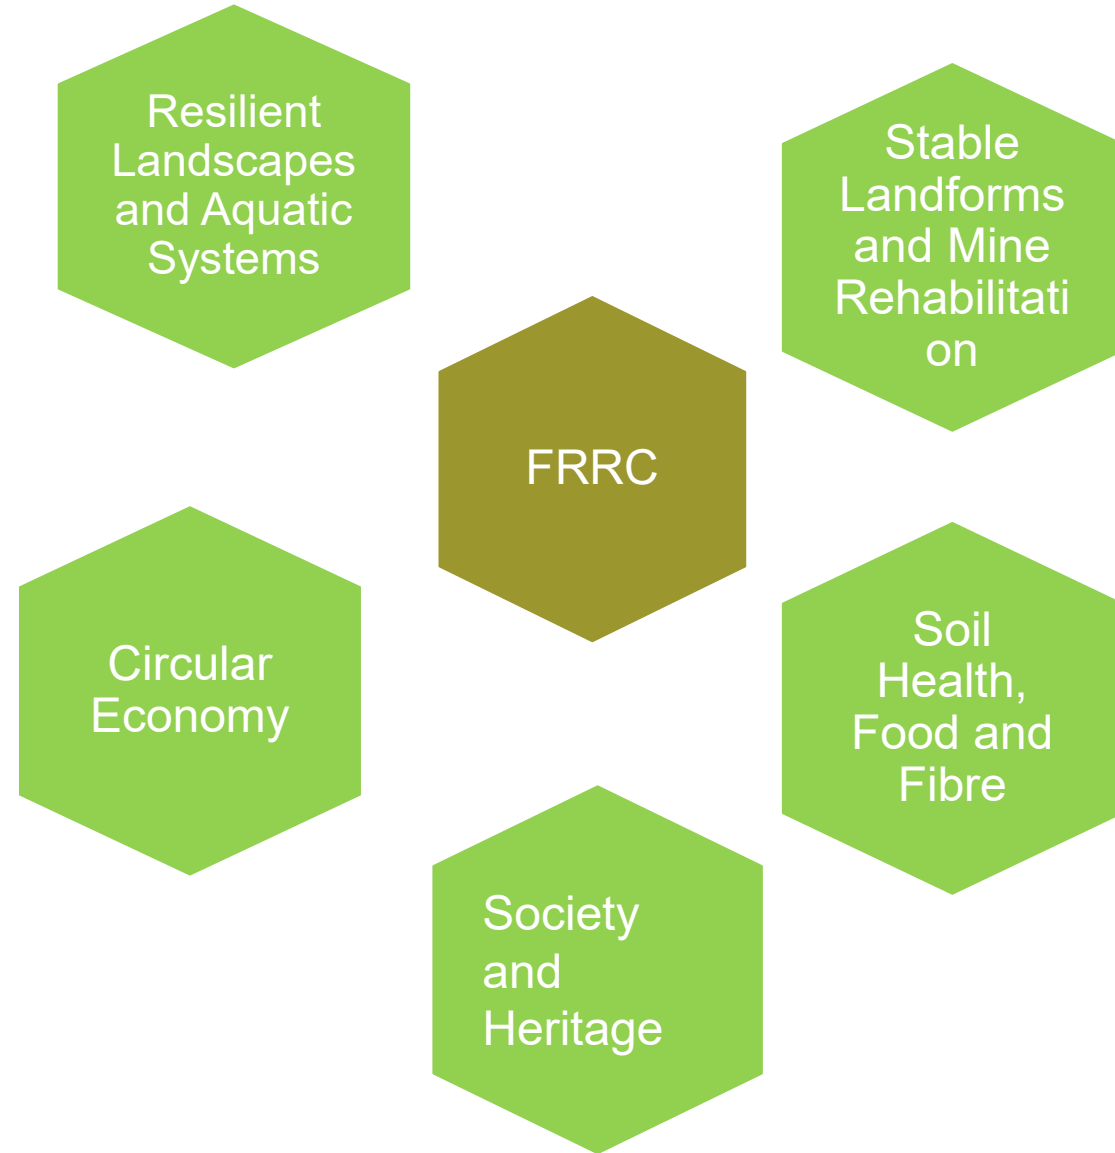 Resilient
Landscapes
and Aquatic
Systems
Stable
Landforms
and Mine
Rehabilitati
on
FRRC
Circular
Economy
Soil
Health,
Food and
Fibre
Society
and
Heritage